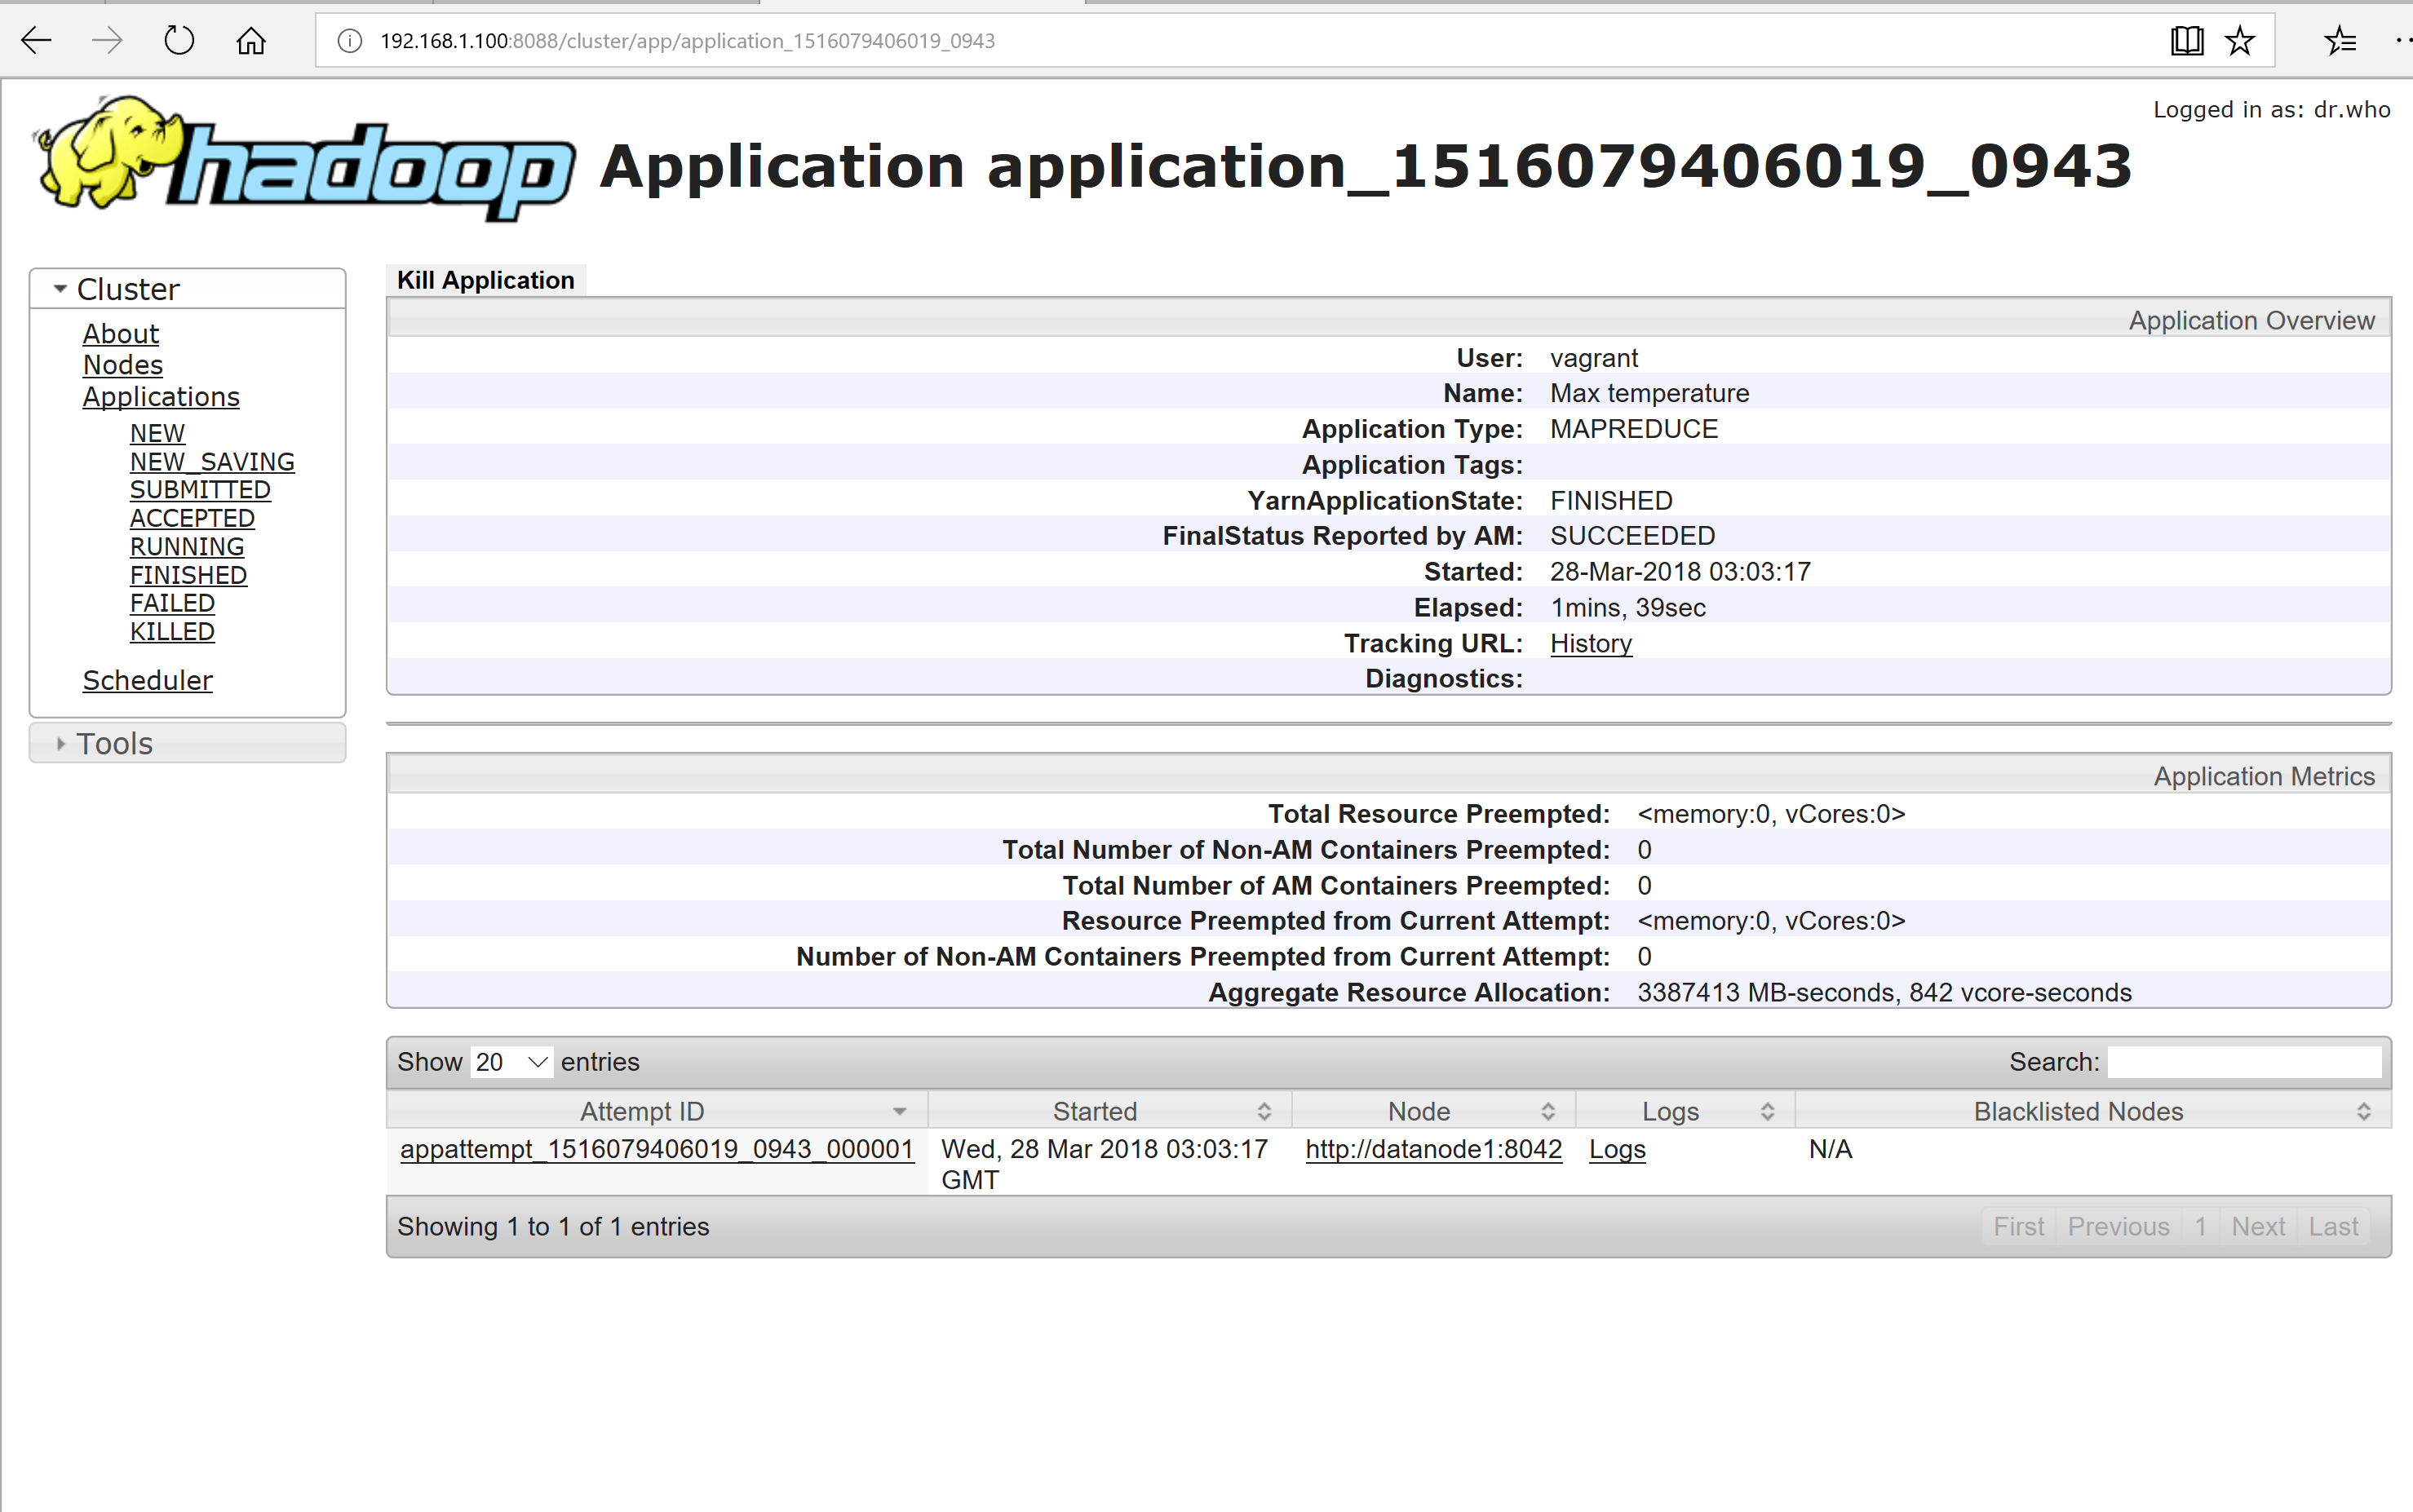 192.168.1.100:8088/cluster/app/application_1516079406019_0943
Logged in as: dr.who
hadoop
Application application_1516079406019_0943
Cluster
About
Nodes
Applications
NEW
NEW_SAVING
SUBMITTED
ACCEPTED
RUNNING
FINISHED
FAILED
KILLED
Scheduler
Tools
Kill Application
Application Overview
User: vagrant
Name: Max temperature
Application Type: MAPREDUCE
Application Tags:
YarnApplicationState: FINISHED
FinalStatus Reported by AM: SUCCEEDED
Started: 28-Mar-2018 03:03:17
Elapsed: 1mins, 39sec
Tracking URL: History
Diagnostics:
Application Metrics
Total Resource Preempted: <memory:0, vCores:0>
Total Number of Non-AM Containers Preempted: 0
Total Number of AM Containers Preempted: 0
Resource Preempted from Current Attempt: <memory:0, vCores:0>
Number of Non-AM Containers Preempted from Current Attempt: 0
Aggregate Resource Allocation: 3387413 MB-seconds, 842 vcore-seconds
Show 20 entries Search:
Attempt ID Started Node Logs Blacklisted Nodes
appattempt_1516079406019_0943_000001 Wed, 28 Mar 2018 03:03:17 http://datanode1:8042 Logs N/A
GMT
Showing 1 to 1 of 1 entries First Previous 1 Next Last